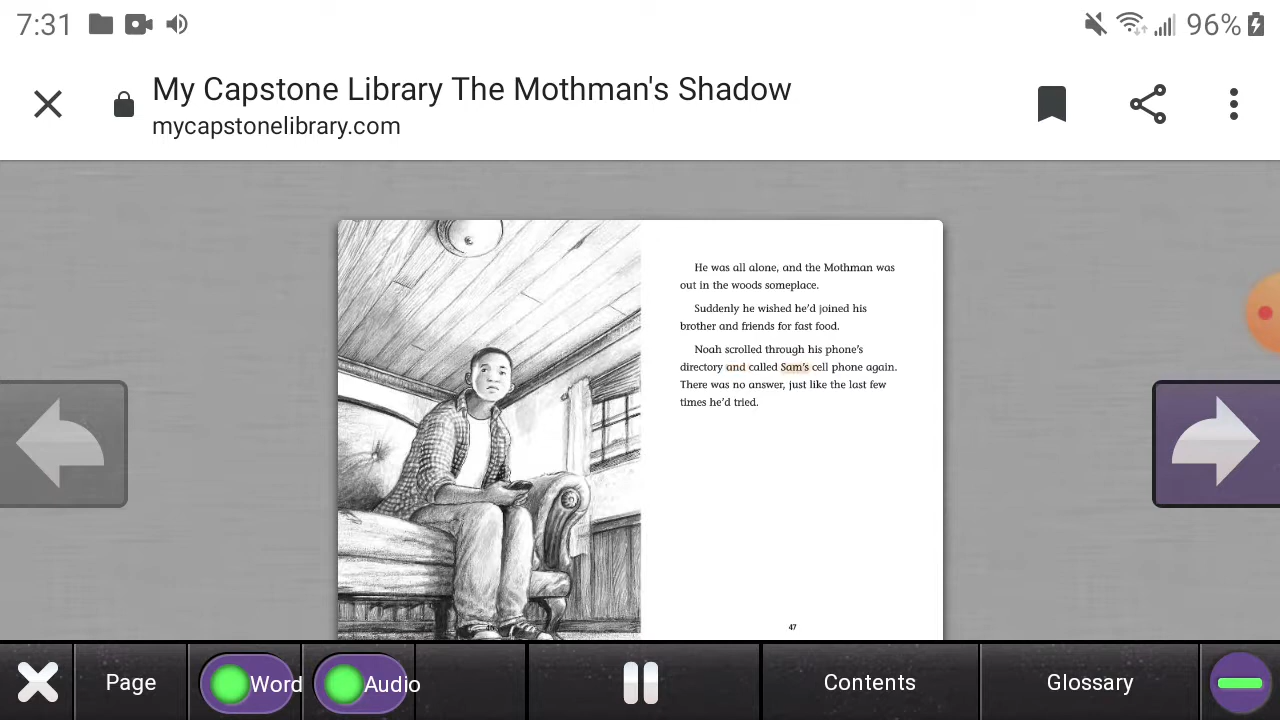 7:31
96%
My Capstone Library The Mothman's Shadow
mycapstonelibrary.com
He was all alone, and the Mothman was
out in the woods someplace.
Suddenly he wished he'd joined his
brother and friends for fast food.
Noah scrolled through his phone's
directory and called Sam's cell phone again.
There was no answer, just like the last few
times he'd tried.
47
Page
Word
Audio
Contents
Glossary